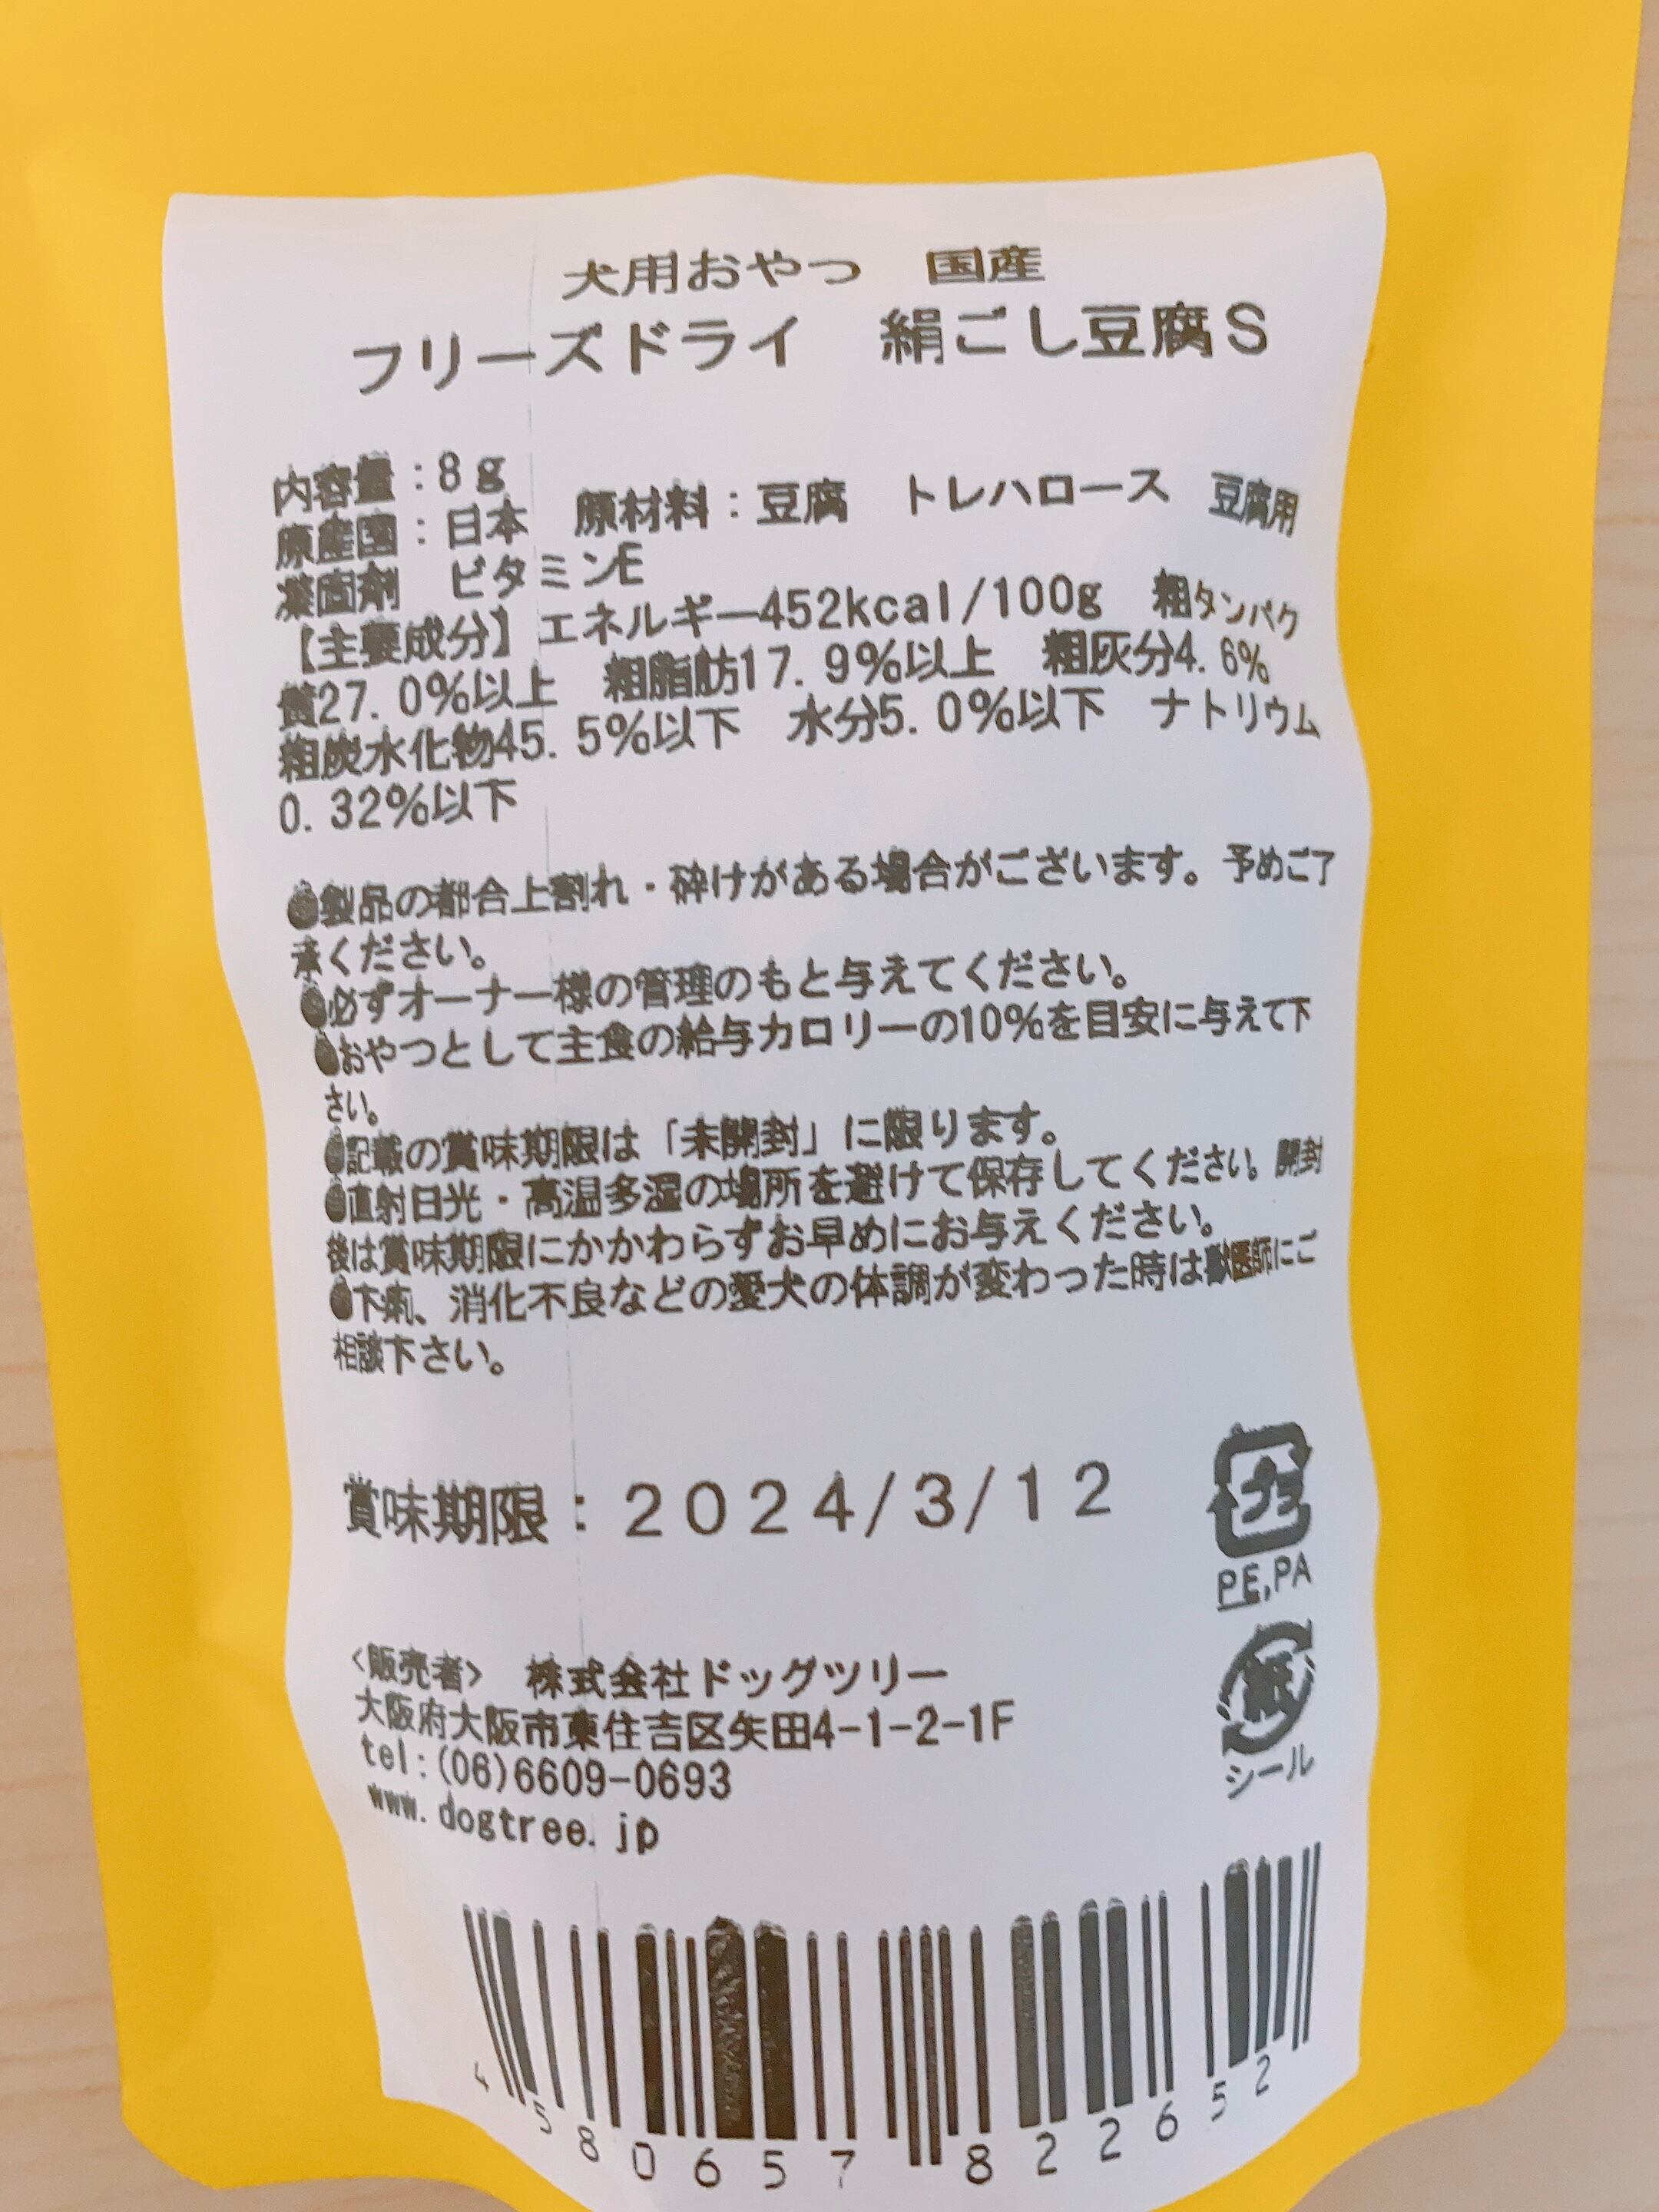 犬用おやつ　国産
フリーズドライ　絹ごし豆腐S
内容量：8g
原産国：日本　原材料：豆腐　トレハロース　豆腐用
凝固剤　ビタミンE
【主要成分】エネルギー452kcal/100g　粗タンパク
質27.0%以上　粗脂肪17.9%以上　粗灰分4.6%
粗炭水化物45.5%以下　水分5.0%以下　ナトリウム
0.32%以下
●製品の都合上割れ・砕けがある場合がございます。予めご了
承ください。
●必ずオーナー様の管理のもと与えてください。
●おやつとして主食の給与カロリーの10%を目安に与えて下
さい。
●記載の賞味期限は「未開封」に限ります。
●直射日光・高温多湿の場所を避けて保存してください。開封
後は賞味期限にかかわらずお早めにお与えください。
●下痢、消化不良などの愛犬の体調が変わった時は獣医師にご
相談下さい。
賞味期限：2024/3/12
プラ
PE,PA
<販売者>　株式会社ドッグツリー
大阪府大阪市東住吉区矢田4-1-2-1F
tel:(06)6609-0693
www.dogtree.jp
紙
シール
4 580657 822652